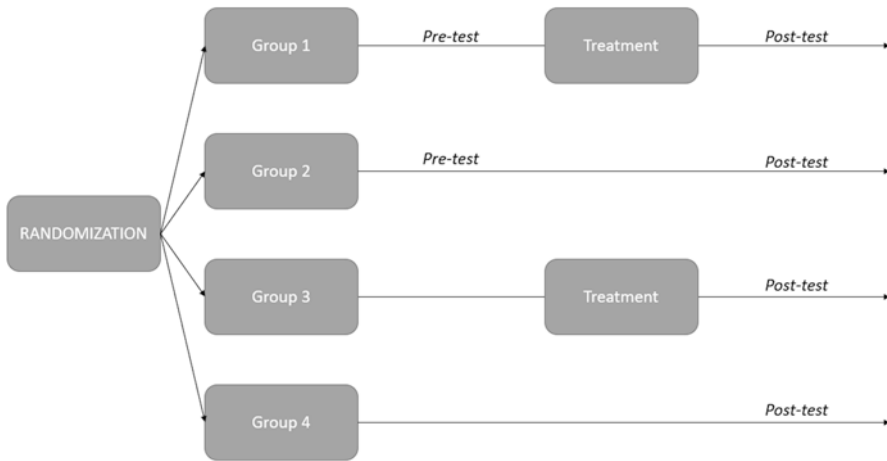 Group 1
Pre-test
Treatment
Post-test
Group 2
Pre-test
Post-test
RANDOMIZATION
Group 3
Treatment
Post-test
Group 4
Post-test